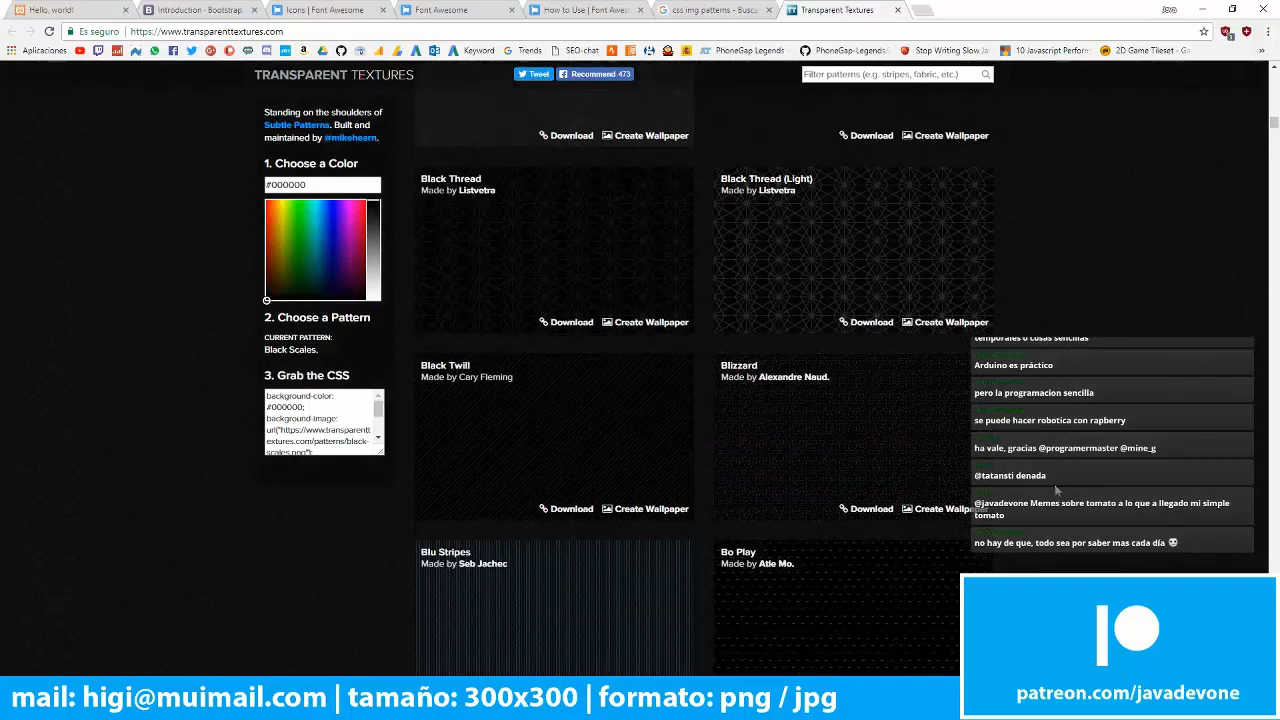 Hello, world!
Introduction · Bootstrap
Icons | Font Awesome
Font Awesome
How to Use | Font Awes
css img patterns - Busca
Transparent Textures
Es seguro
https://www.transparenttextures.com
Aplicaciones
Keyword
Trends
SEO-chat
PhoneGap Legends -
Stop Writing Slow Ja
10 Javascript Perform
2D Game Tileset - G
TRANSPARENT TEXTURES
Tweet
Recommend 473
Filter patterns (e.g. stripes, fabric, etc.)
Standing on the shoulders of
Subtle Patterns. Built and
maintained by @mikehearn.
1. Choose a Color
#000000
2. Choose a Pattern
CURRENT PATTERN:
Black Scales.
3. Grab the CSS
background-color:
#000000;
background-image:
url("https://www.transparentt
extures.com/patterns/black-
scales.png");
Download Create Wallpaper
Download Create Wallpaper
Black Thread
Made by Listvetra
Download Create Wallpaper
Black Thread (Light)
Made by Listvetra
Download Create Wallpaper
Black Twill
Made by Cary Fleming
Download Create Wallpaper
Blizzard
Made by Alexandre Naud.
Download Create Wallpaper
Blu Stripes
Made by Seb Jachec
Bo Play
Made by Atle Mo.
temporales o cosas sencillas
Arduino es práctico
pero la programacion sencilla
se puede hacer robotica con rapberry
ha vale, gracias @programermaster @mine_g
@tatansti denada
@javadevone Memes sobre tomato a lo que a llegado mi simple
tomato
no hay de que, todo sea por saber mas cada día
patreon.com/javadevone
mail: higi@muimail.com | tamaño: 300x300 | formato: png / jpg